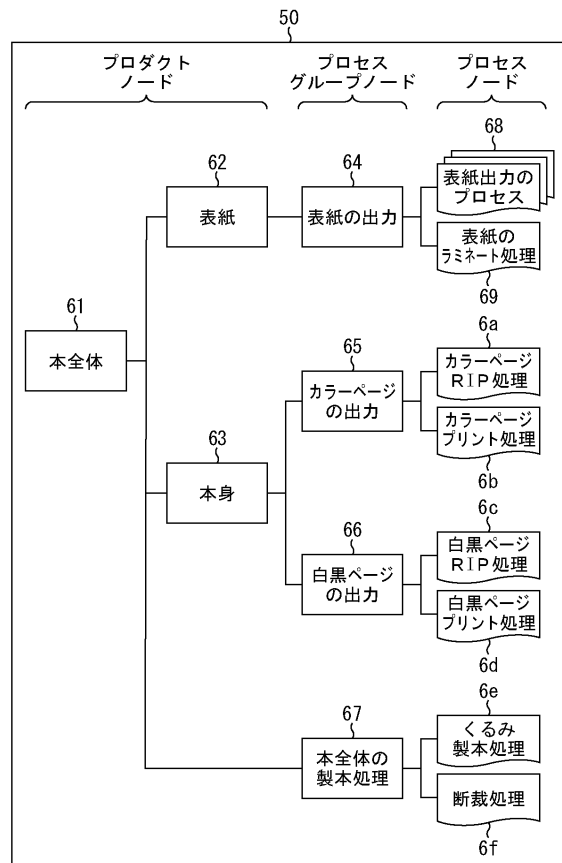 50
プロダクト
ノード
プロセス
グループノード
プロセス
ノード
62
表紙
64
表紙の出力
68
表紙出力の
プロセス
表紙の
ラミネート処理
69
61
本全体
65
カラーページ
の出力
6a
カラーページ
RIP処理
カラーページ
プリント処理
6b
63
本身
66
白黒ページ
の出力
6c
白黒ページ
RIP処理
白黒ページ
プリント処理
6d
67
本全体の
製本処理
6e
くるみ
製本処理
断裁処理
6f